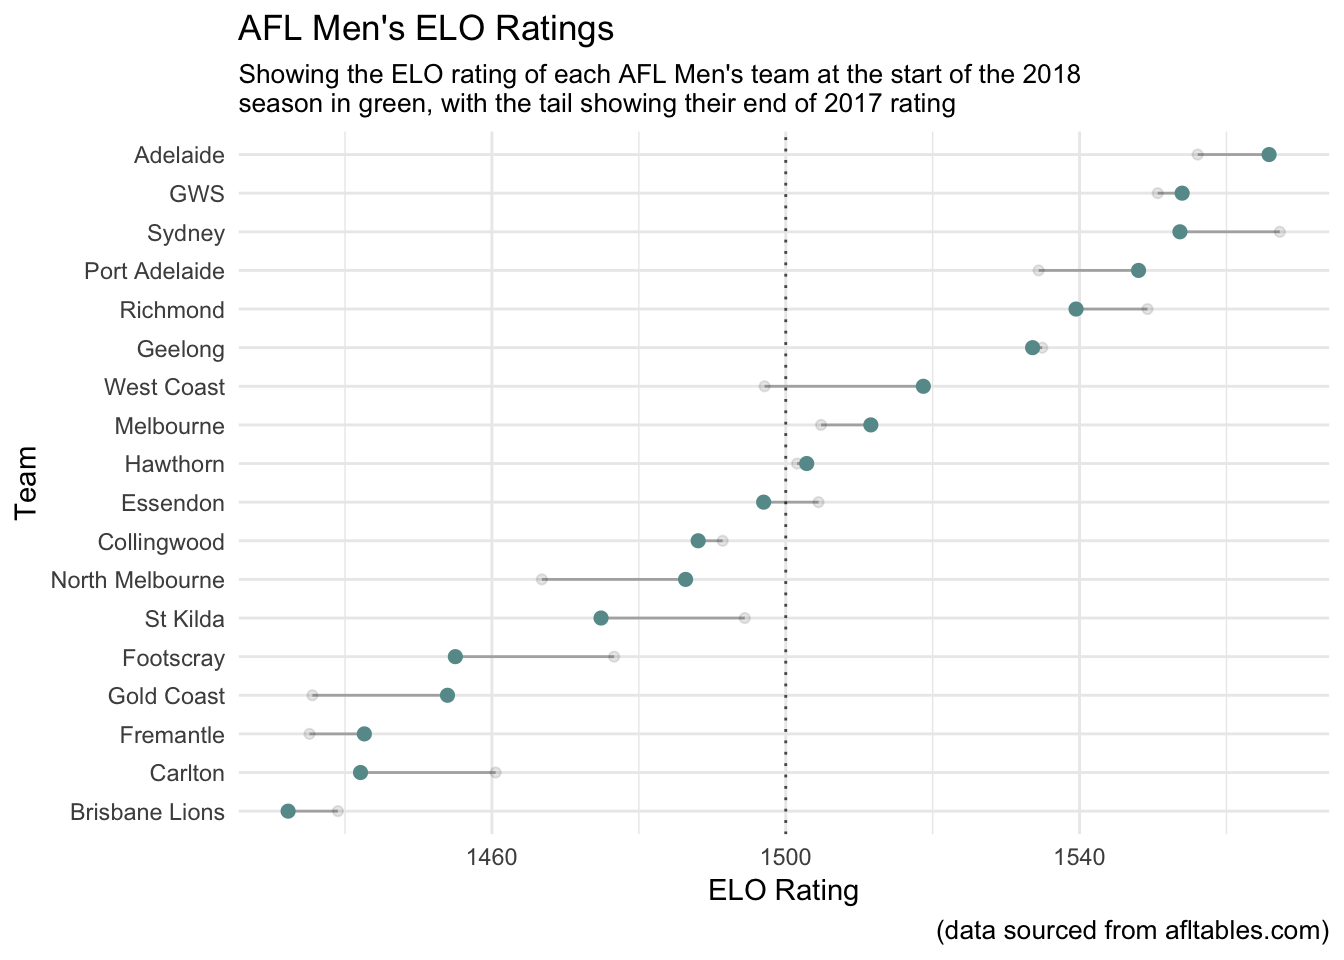 AFL Men's ELO Ratings
Showing the ELO rating of each AFL Men's team at the start of the 2018
season in green, with the tail showing their end of 2017 rating
Adelaide
GWS
Sydney
Port Adelaide
Richmond
Geelong
West Coast
Melbourne
Hawthorn
Essendon
Collingwood
North Melbourne
St Kilda
Footscray
Gold Coast
Fremantle
Carlton
Brisbane Lions
Team
1460
1500
1540
ELO Rating
(data sourced from afltables.com)